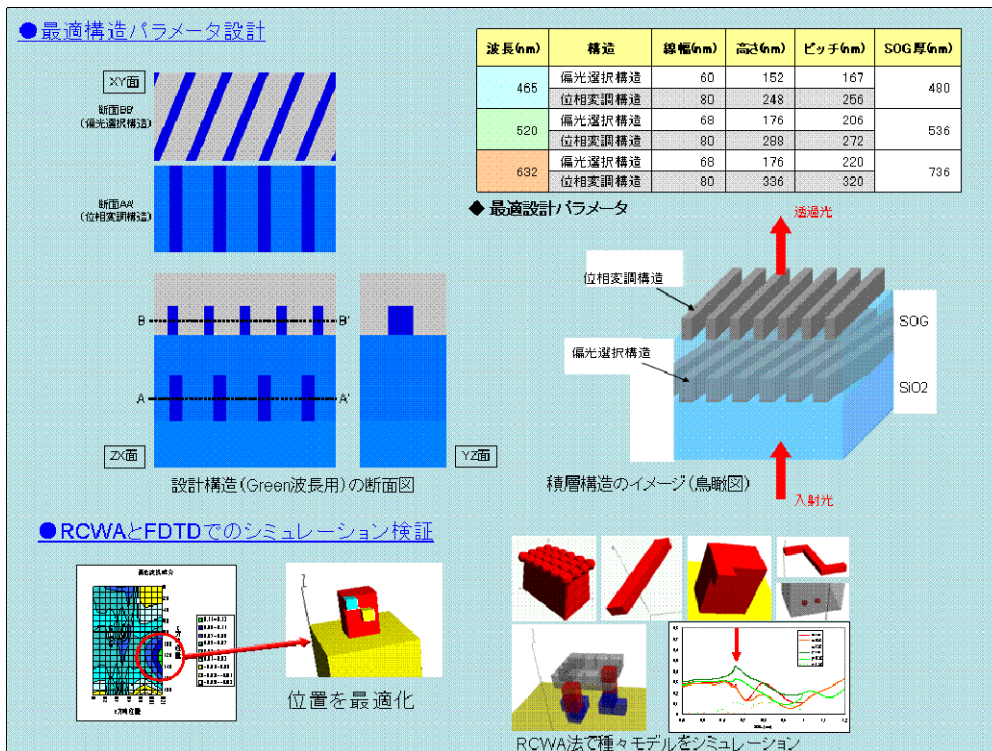 ●最適構造パラメータ設計
XY面
断面BB'
(偏光選択構造)
断面AA'
(位相変調構造)
B
B'
A
A'
ZX面
YZ面
設計構造(Green波長用)の断面図
波長(nm) 構造 線幅(nm) 高さ(nm) ピッチ(nm) SOG厚(nm)
465 偏光選択構造 60 152 167 480
位相変調構造 80 248 256
520 偏光選択構造 68 176 206 536
位相変調構造 80 288 272
632 偏光選択構造 68 176 220 736
位相変調構造 80 336 320
◆ 最適設計パラメータ
透過光
位相変調構造
偏光選択構造
SOG
SiO2
積層構造のイメージ(鳥瞰図)
入射光
●RCWAとFDTDでのシミュレーション検証
位置を最適化
RCWA法で種々モデルをシミュレーション